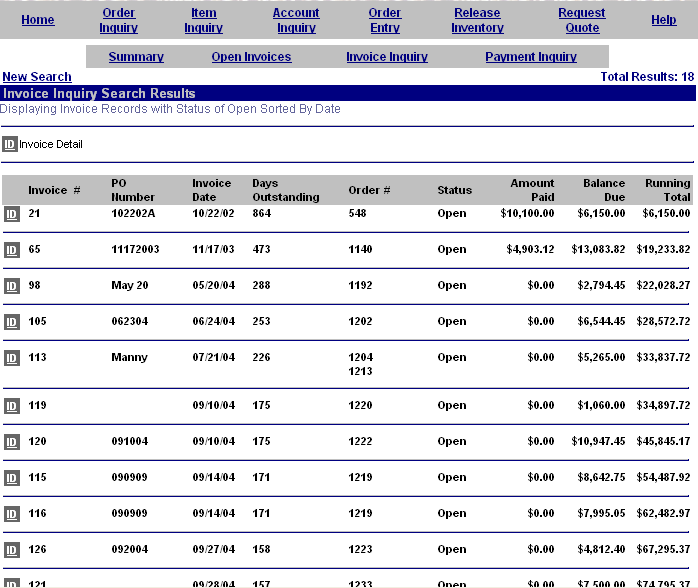 Home Order Inquiry Item Inquiry Account Inquiry Order Entry Release Inventory Request Quote Help
Summary Open Invoices Invoice Inquiry Payment Inquiry
New Search Total Results: 18
Invoice Inquiry Search Results
Displaying Invoice Records with Status of Open Sorted By Date
ID Invoice Detail
Invoice # PO Number Invoice Date Days Outstanding Order # Status Amount Paid Balance Due Running Total
ID 21 102202A 10/22/02 864 548 Open $10,100.00 $6,150.00 $6,150.00
ID 65 11172003 11/17/03 473 1140 Open $4,903.12 $13,083.82 $19,233.82
ID 98 May 20 05/20/04 288 1192 Open $0.00 $2,794.45 $22,028.27
ID 105 062304 06/24/04 253 1202 Open $0.00 $6,544.45 $28,572.72
ID 113 Manny 07/21/04 226 1204 Open $0.00 $5,265.00 $33,837.72
1213
ID 119 09/10/04 175 1220 Open $0.00 $1,060.00 $34,897.72
ID 120 091004 09/10/04 175 1222 Open $0.00 $10,947.45 $45,845.17
ID 115 090909 09/14/04 171 1219 Open $0.00 $8,642.75 $54,487.92
ID 116 090909 09/14/04 171 1219 Open $0.00 $7,995.05 $62,482.97
ID 126 092004 09/27/04 158 1223 Open $0.00 $4,812.40 $67,295.37
ID 121 09/28/04 157 1233 Open $0.00 $7,500.00 $74,795.37